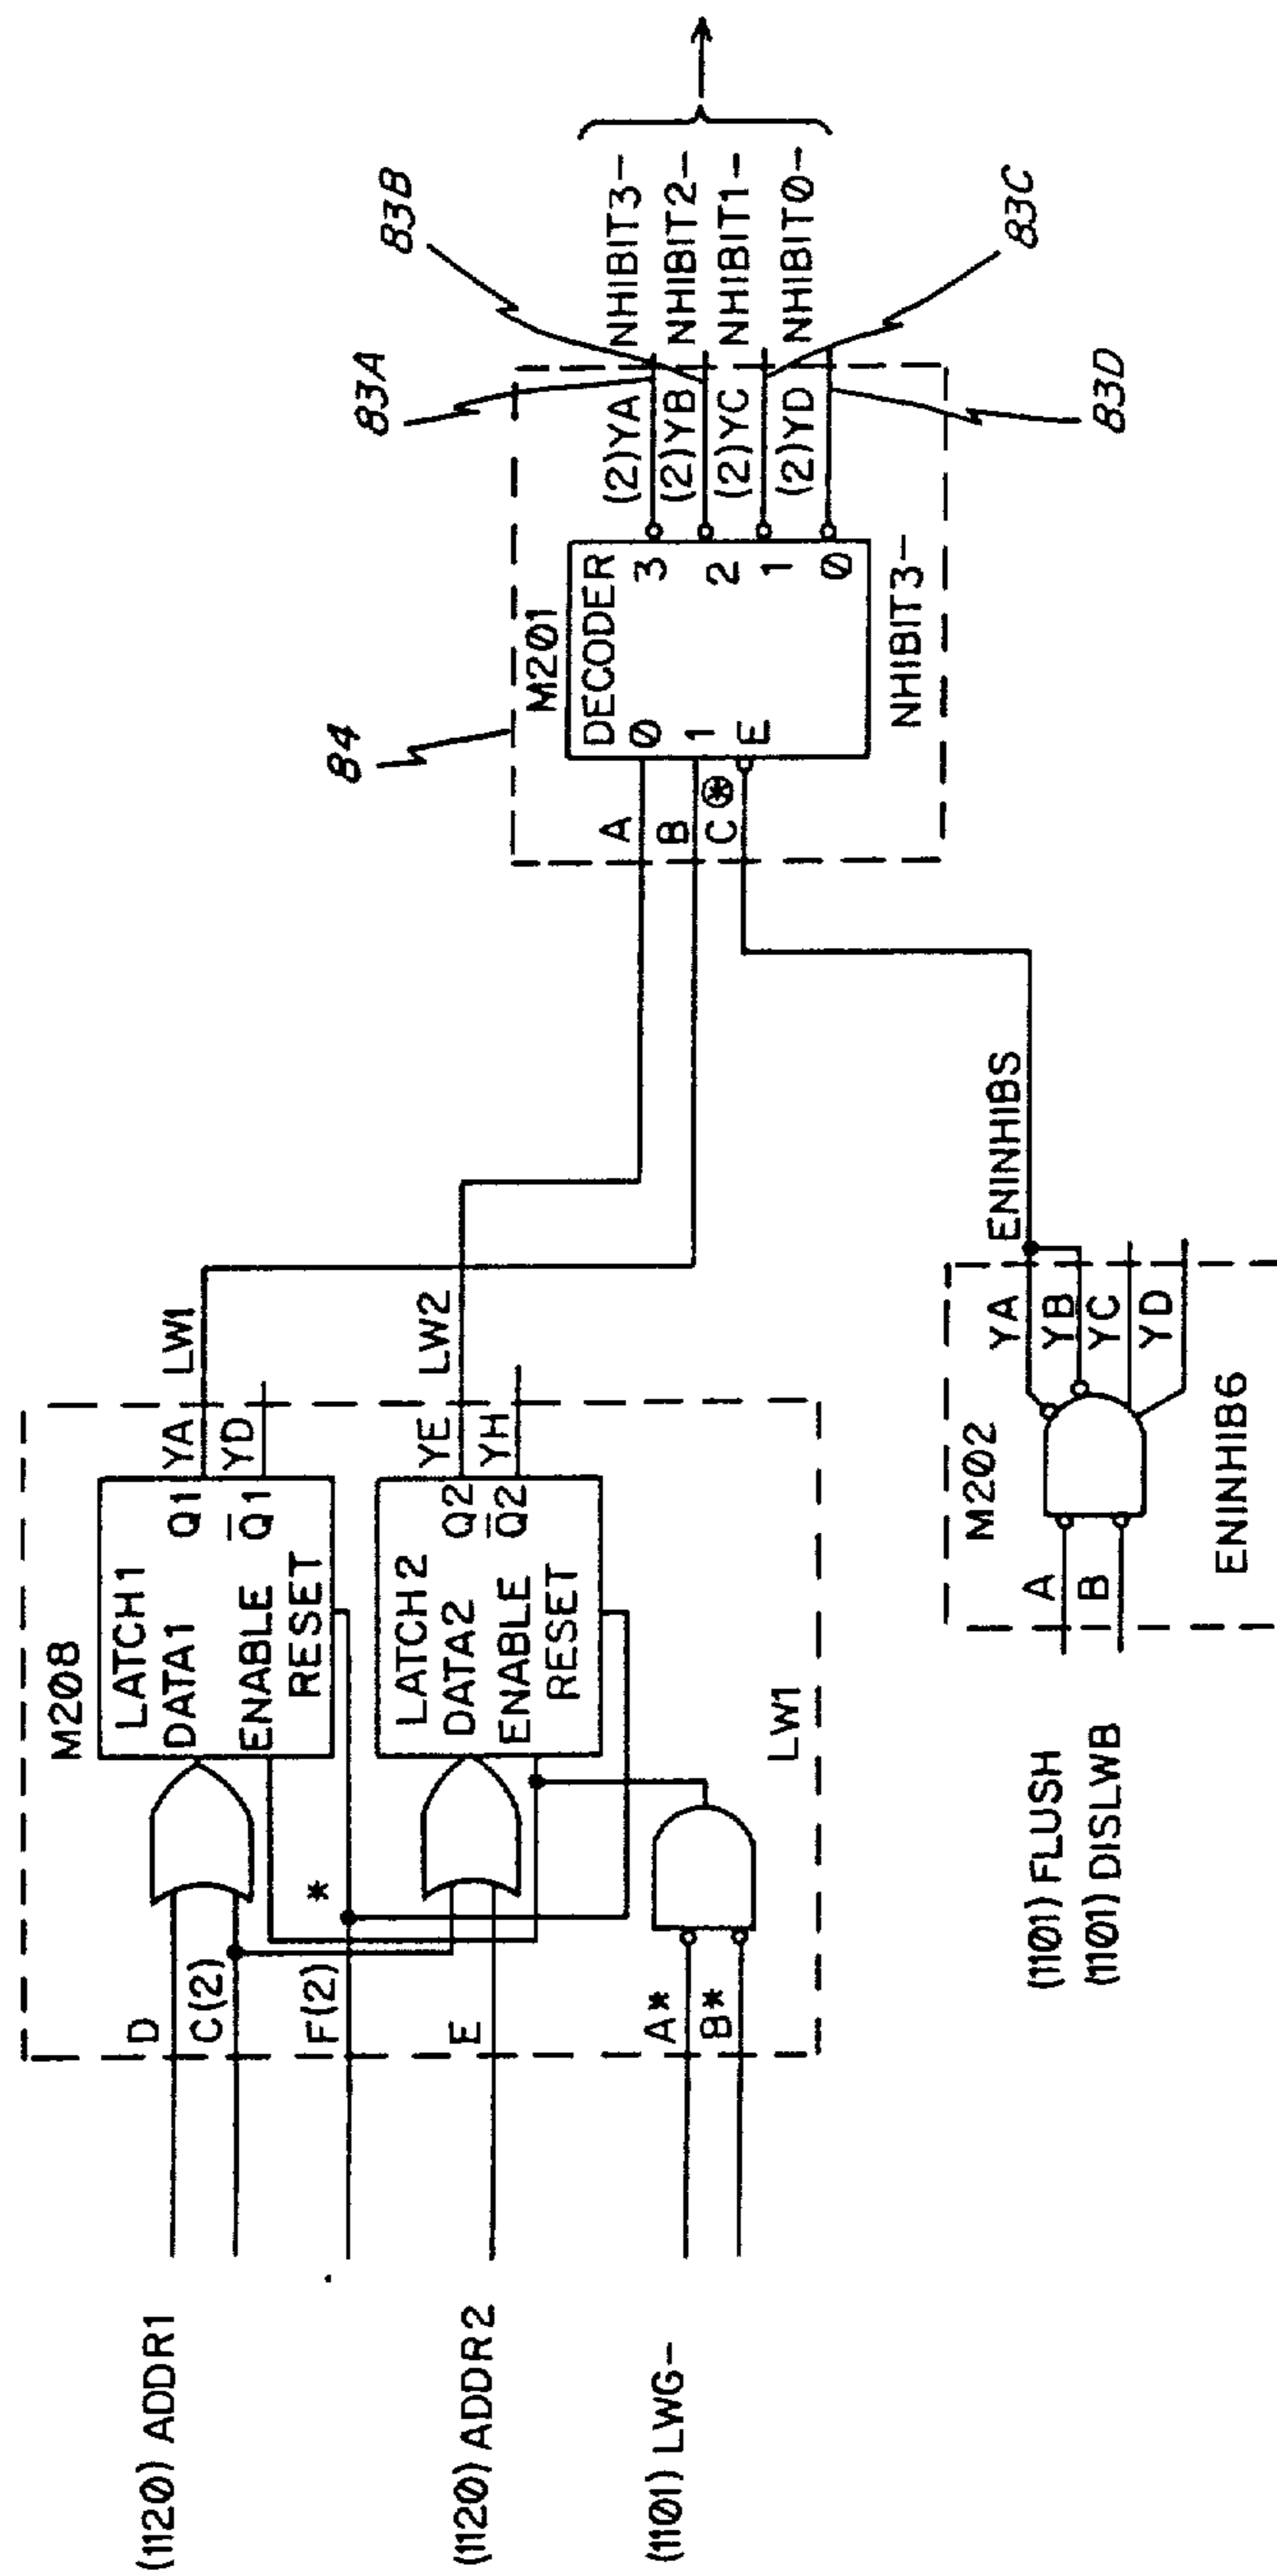 (1120) ADDR1
(1120) ADDR2
(1101) LWG-
D
C(2)
F(2)
*
E
A*
B*
M208
LATCH1
DATA1 Q1
ENABLE Q̅1
RESET
YA
YD
LW1
LATCH2
DATA2 Q2
ENABLE Q̅2
RESET
YE
YH
LW2
LW1
(1101) FLUSH
(1101) DISLWB
A
B
M202
YA
YB
YC
YD
ENINHIB6
ENINHIBS
84
M201
DECODER
A
B
C⊛
0 3
1 2
E 1
0
(2)YA NHIBIT3-
(2)YB NHIBIT2-
(2)YC NHIBIT1-
(2)YD NHIBIT0-
NHIBIT3-
83A
83B
83C
83D